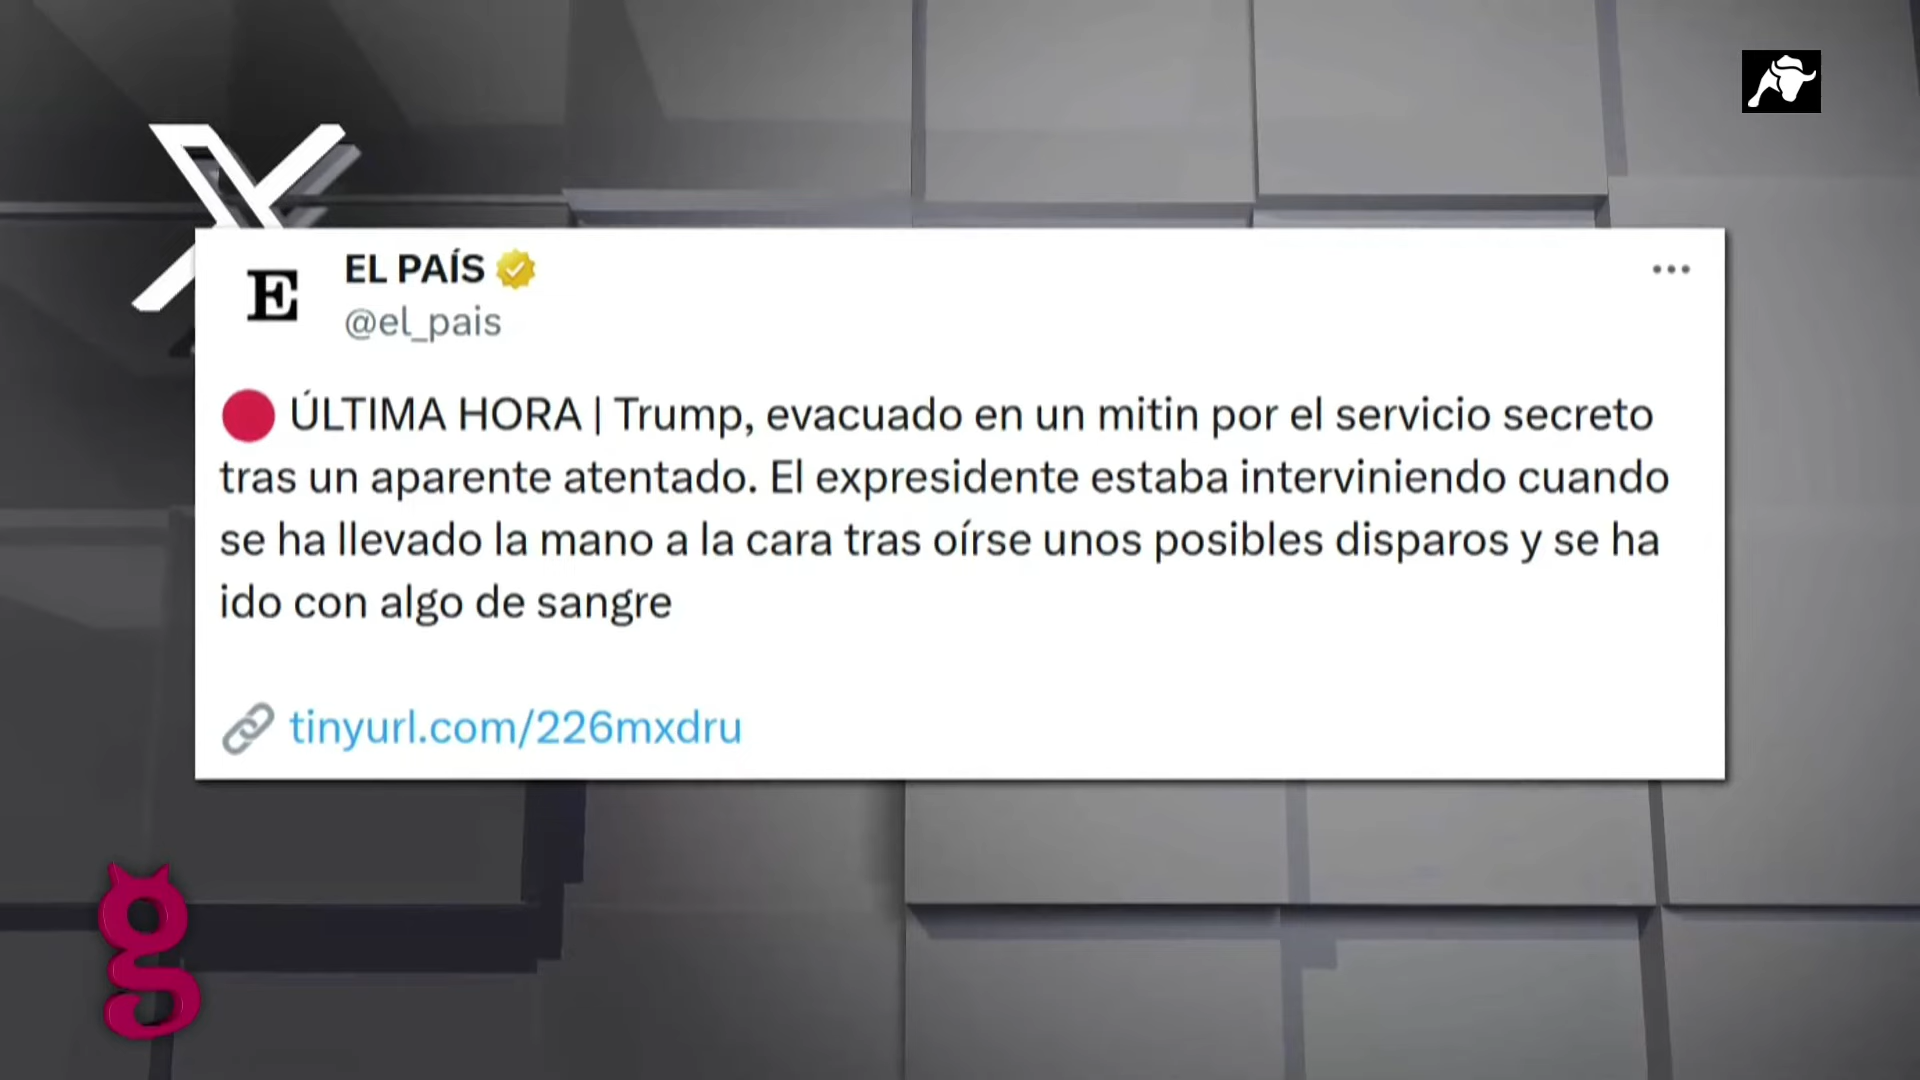 EL PAÍS
@el_pais
ÚLTIMA HORA | Trump, evacuado en un mitin por el servicio secreto
tras un aparente atentado. El expresidente estaba interviniendo cuando
se ha llevado la mano a la cara tras oírse unos posibles disparos y se ha
ido con algo de sangre
tinyurl.com/226mxdru
g